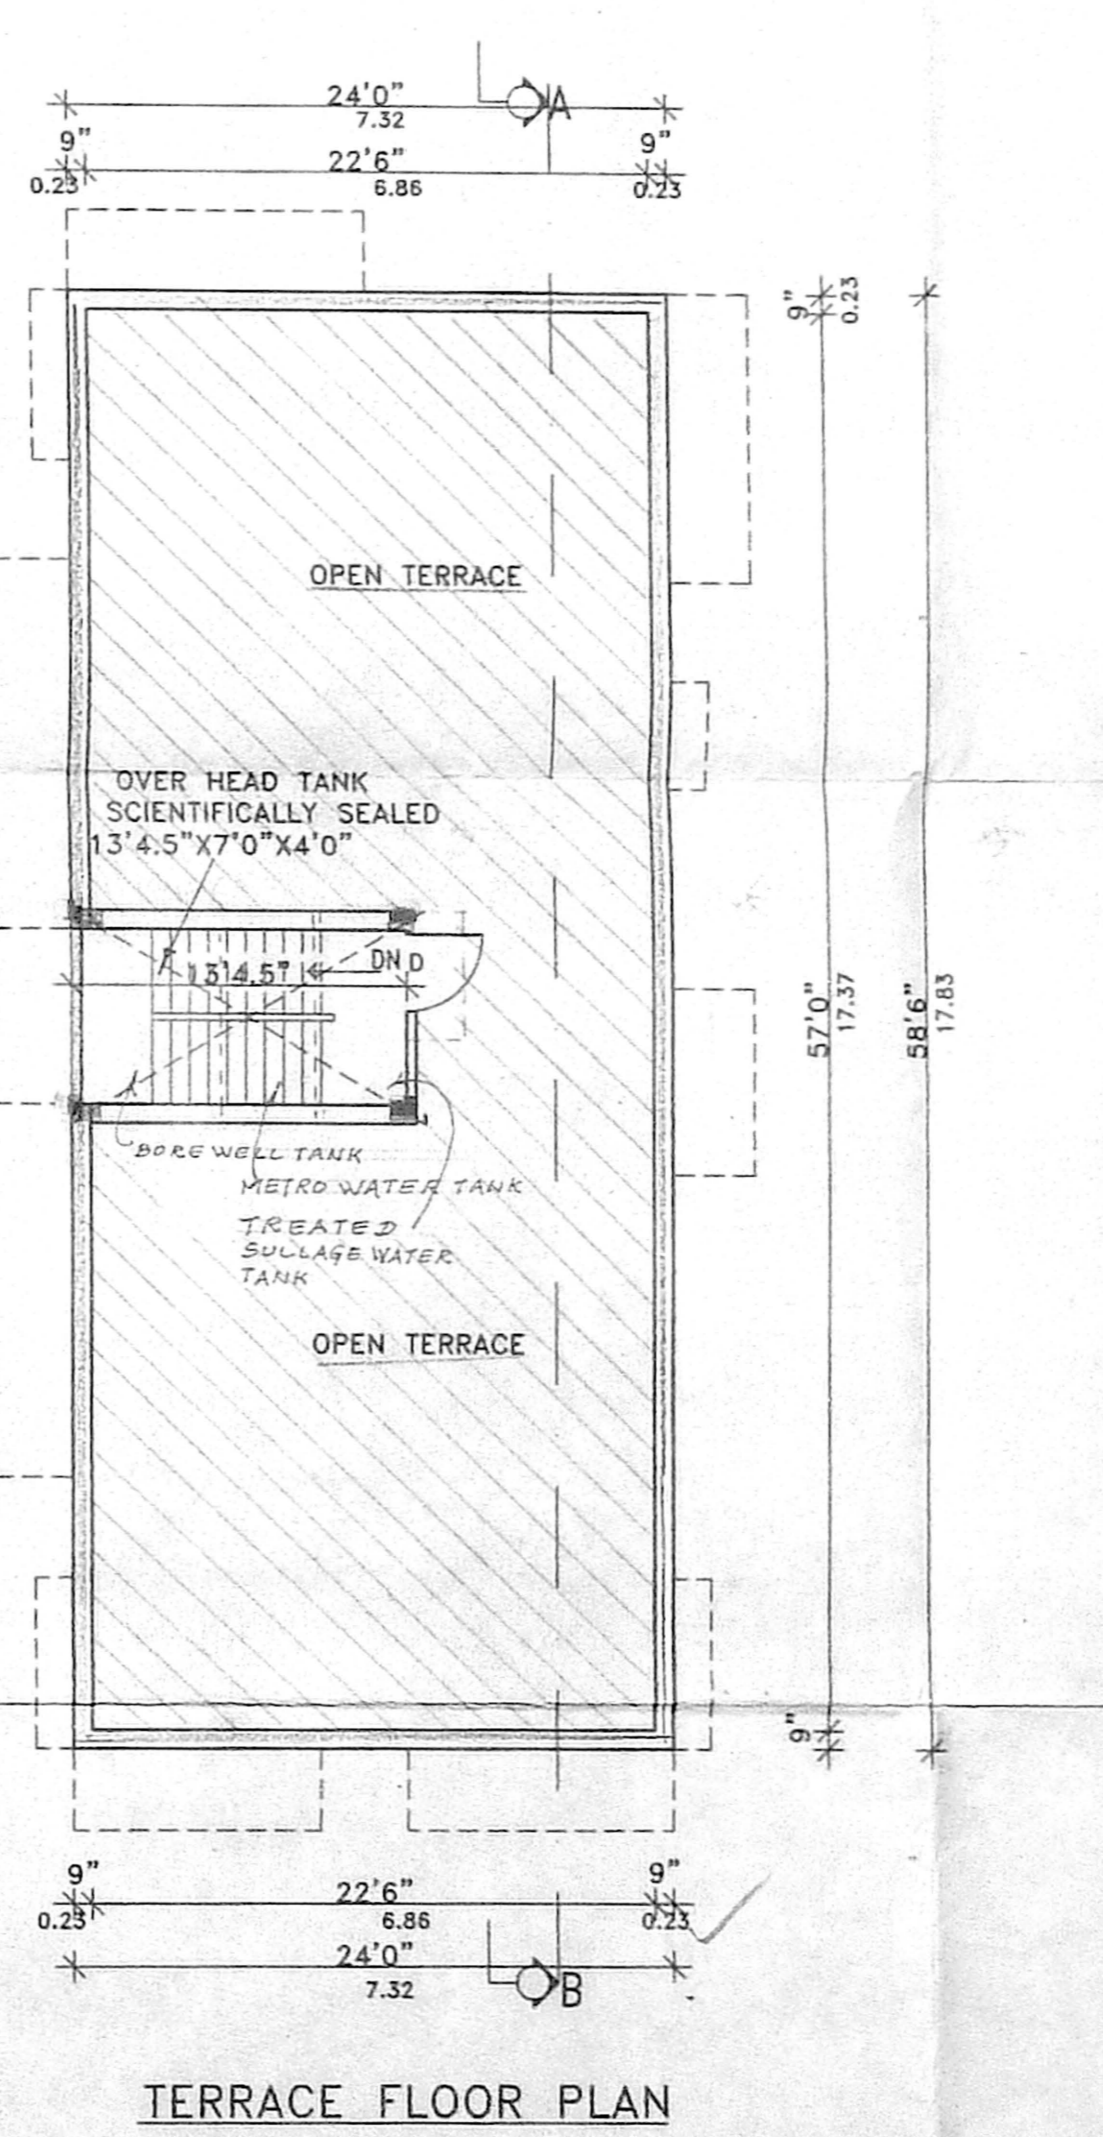 24'0"
A
7.32
9"
9"
22'6"
0.23
6.86
0.23
9"
0.23
OPEN TERRACE
OVER HEAD TANK
SCIENTIFICALLY SEALED
13'4.5"X7'0"X4'0"
13'4.5"
DN
D
57'0"
17.37
58'6"
17.83
BOREWELL TANK
METRO WATER TANK
TREATED
SULLAGE WATER
TANK
OPEN TERRACE
9"
9"
9"
22'6"
0.23
6.86
0.23
24'0"
7.32
B
TERRACE FLOOR PLAN